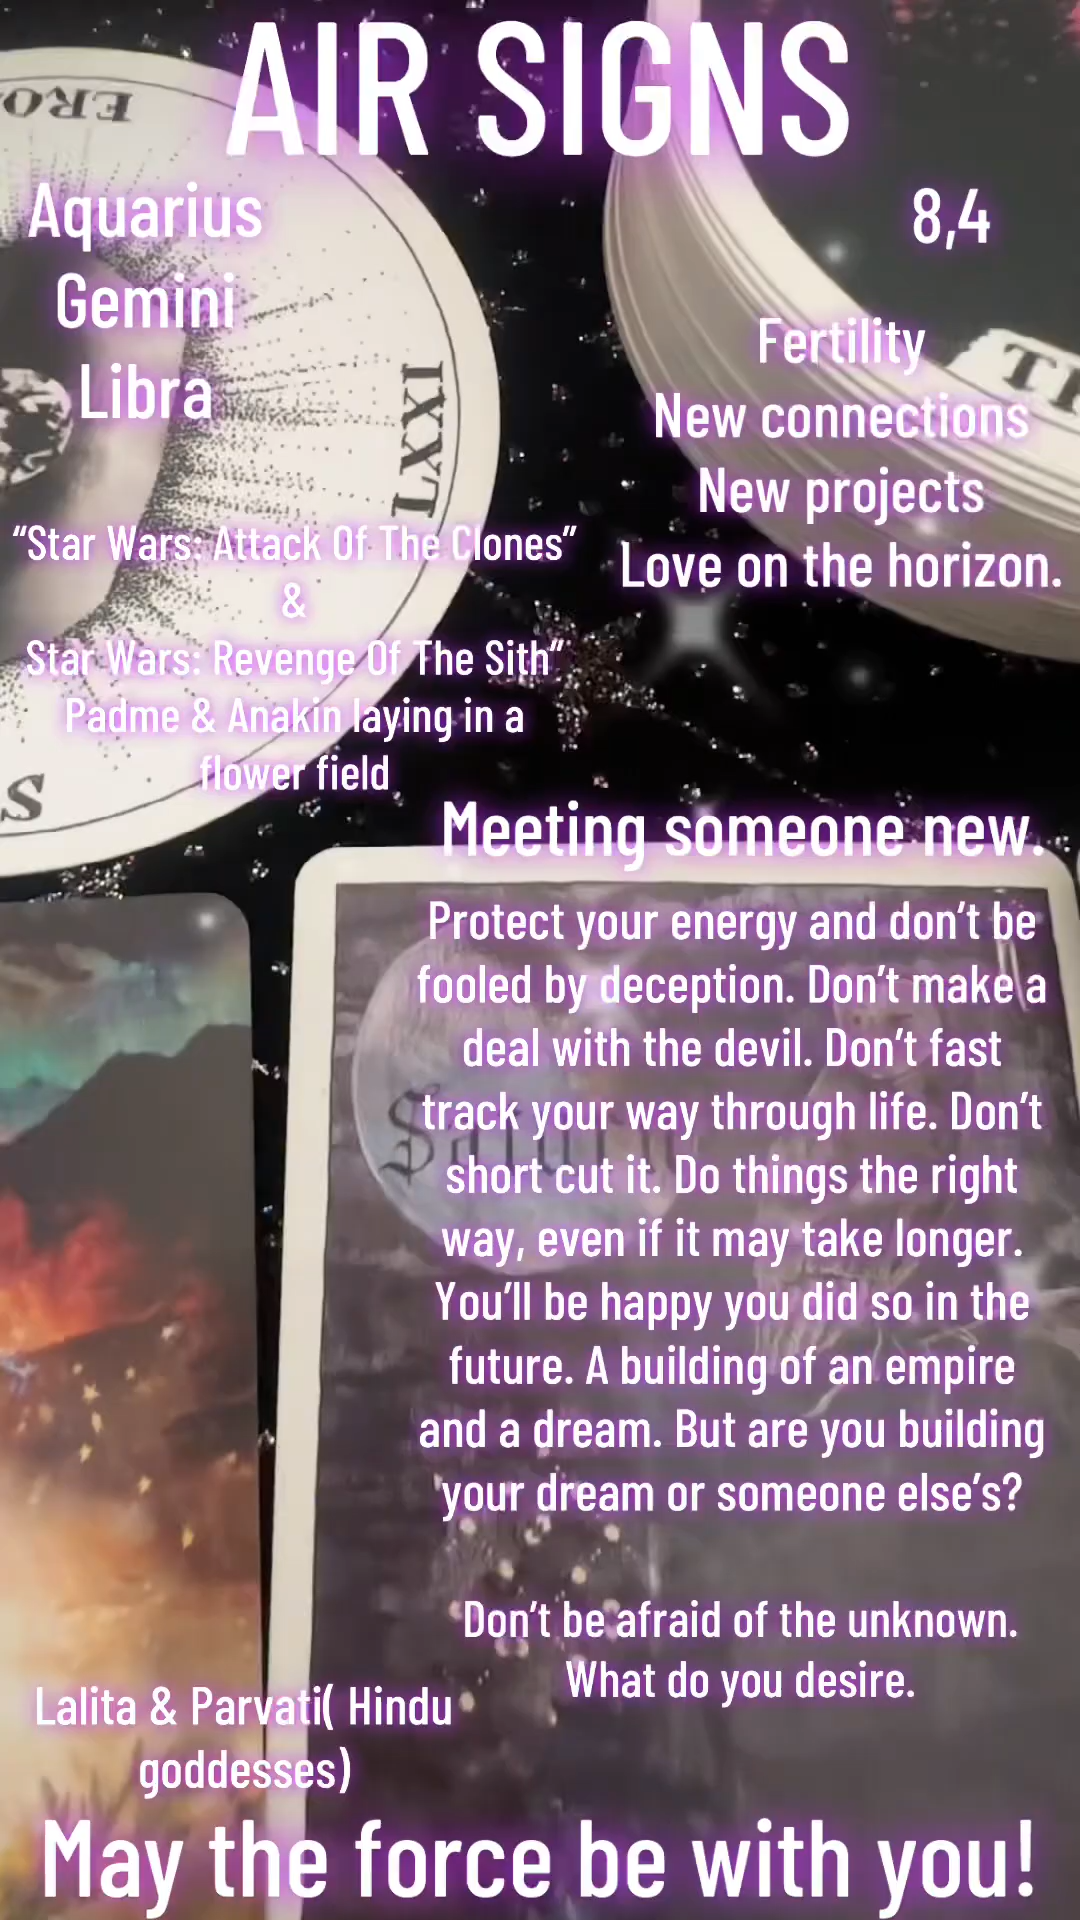 AIR SIGNS
ERO
Aquarius
Gemini
Libra
LXXI
8,4
Fertility
New connections
New projects
Love on the horizon.
"Star Wars: Attack Of The Clones"
&
Star Wars: Revenge Of The Sith"
Padme & Anakin laying in a
flower field
S
Meeting someone new.
Protect your energy and don't be
fooled by deception. Don't make a
deal with the devil. Don't fast
track your way through life. Don't
short cut it. Do things the right
way, even if it may take longer.
You'll be happy you did so in the
future. A building of an empire
and a dream. But are you building
your dream or someone else's?
Saturn
Don't be afraid of the unknown.
What do you desire.
Lalita & Parvati( Hindu
goddesses)
May the force be with you!